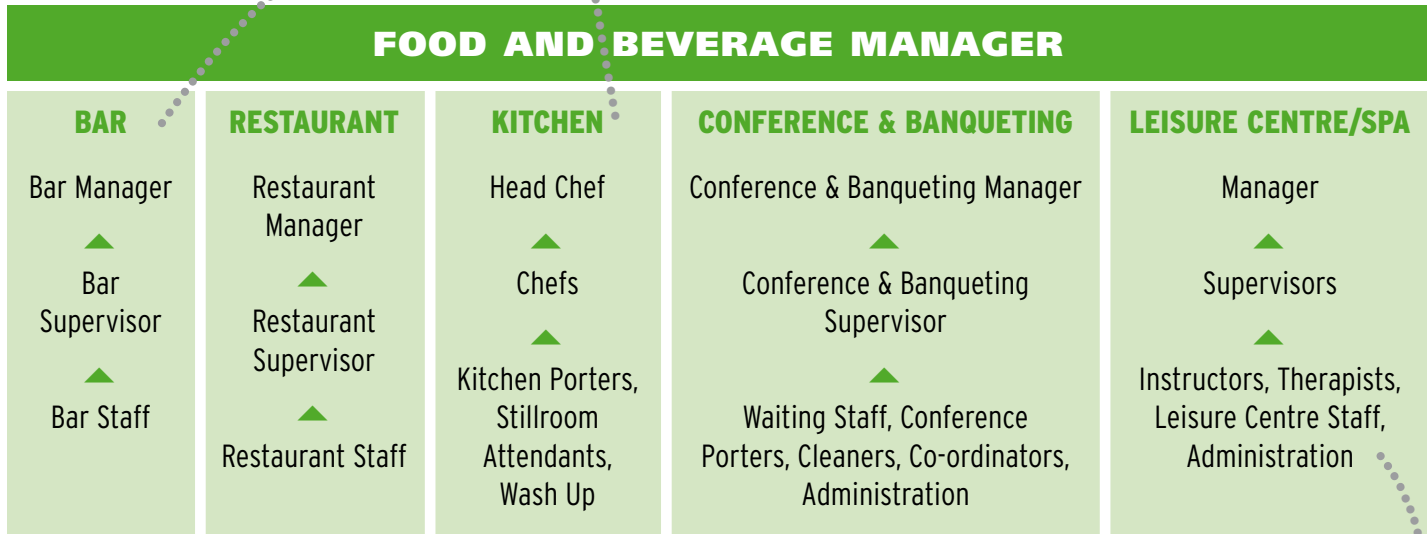 FOOD AND BEVERAGE MANAGER
BAR
Bar Manager
Bar
Supervisor
Bar Staff
RESTAURANT
Restaurant
Manager
Restaurant
Supervisor
Restaurant Staff
KITCHEN
Head Chef
Chefs
Kitchen Porters,
Stillroom
Attendants,
Wash Up
CONFERENCE & BANQUETING
Conference & Banqueting Manager
Conference & Banqueting
Supervisor
Waiting Staff, Conference
Porters, Cleaners, Co-ordinators,
Administration
LEISURE CENTRE/SPA
Manager
Supervisors
Instructors, Therapists,
Leisure Centre Staff,
Administration